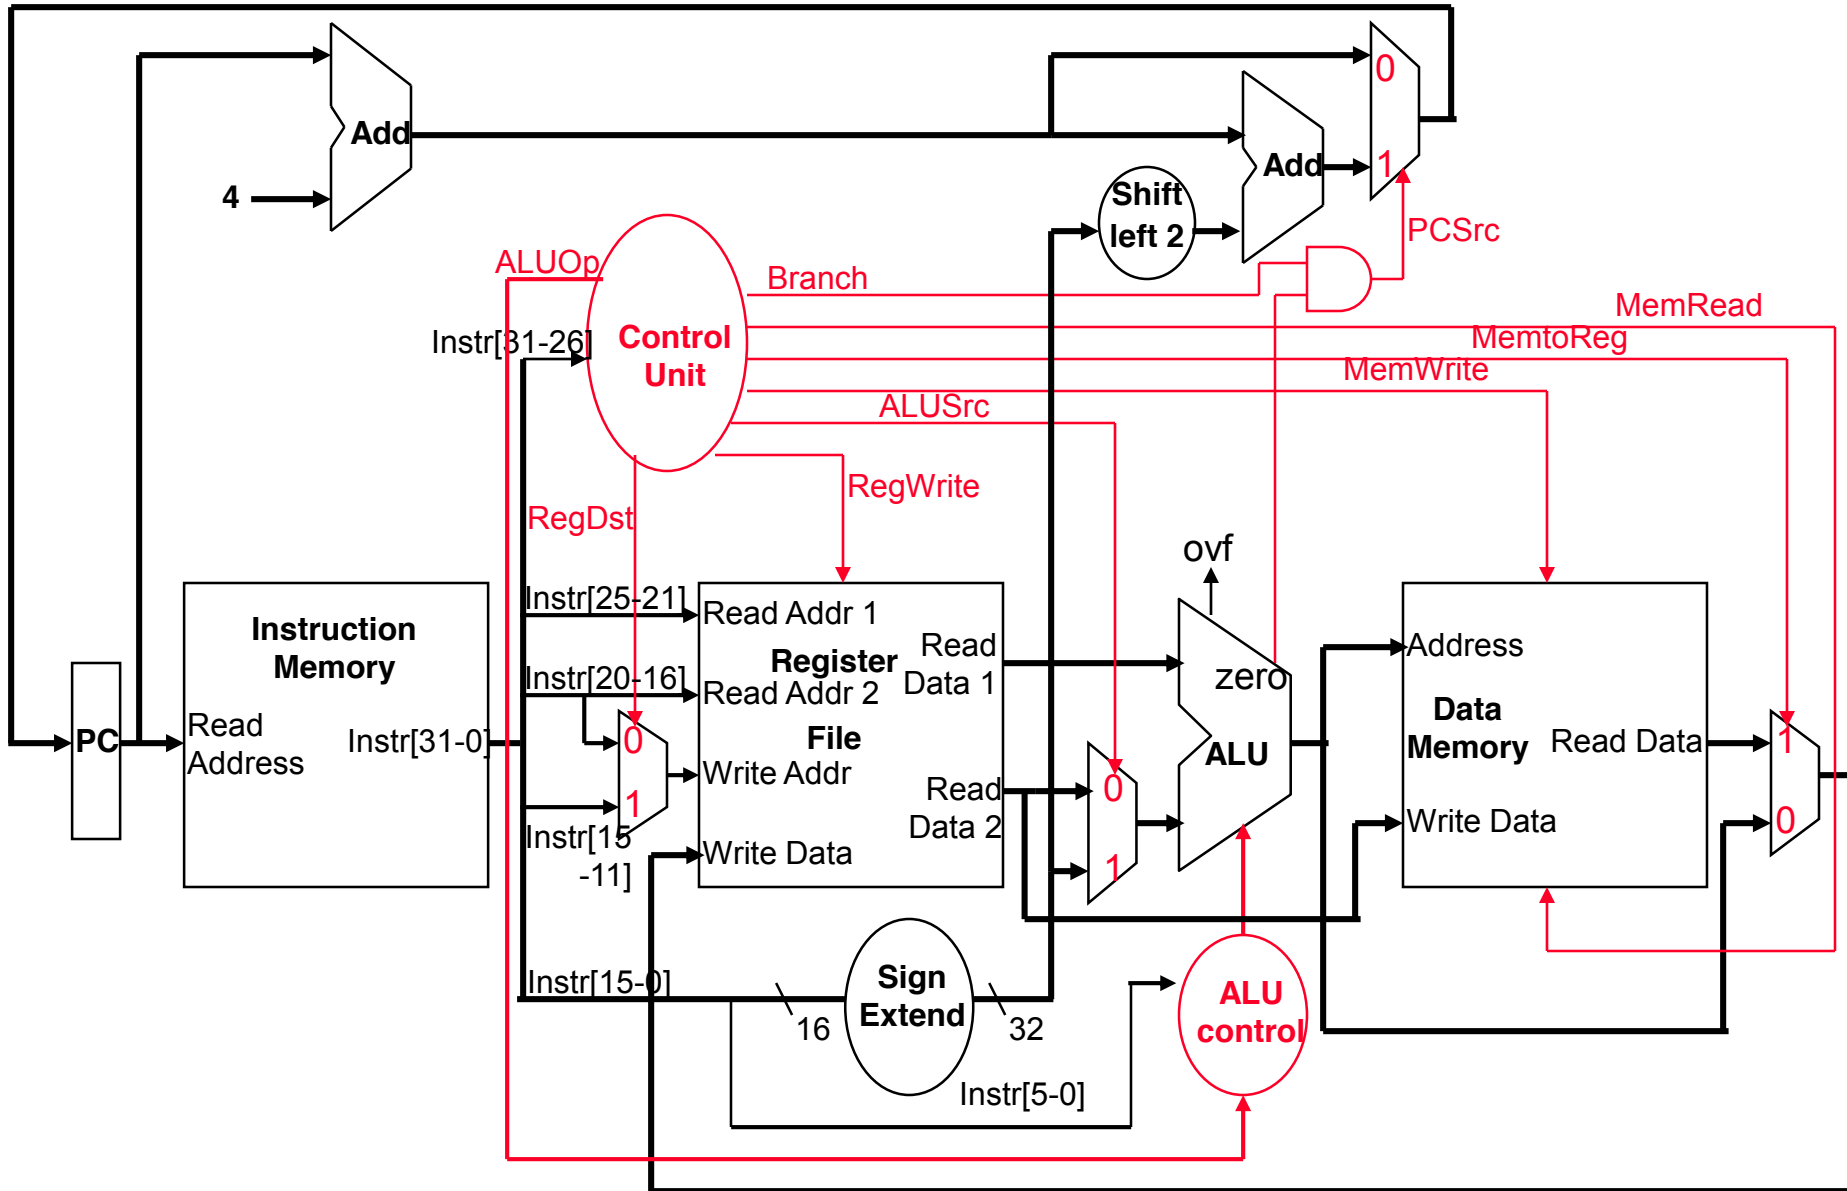 0
Add
1
Add
4
Shift
left 2
PCSrc
ALUOp
Branch
MemRead
Instr[31-26]
Control
Unit
MemtoReg
MemWrite
ALUSrc
RegWrite
RegDst
ovf
Instr[25-21]
Read Addr 1
Instruction
Memory
Register
File
Read
Data 1
Address
zero
Instr[20-16]
Read Addr 2
PC
Read
Address
Instr[31-0]
0
1
Write Addr
ALU
Data
Memory
Read Data
1
0
Read
Data 2
0
1
Write Data
Instr[15
-11]
Write Data
Instr[15-0]
16
Sign
Extend
32
ALU
control
Instr[5-0]